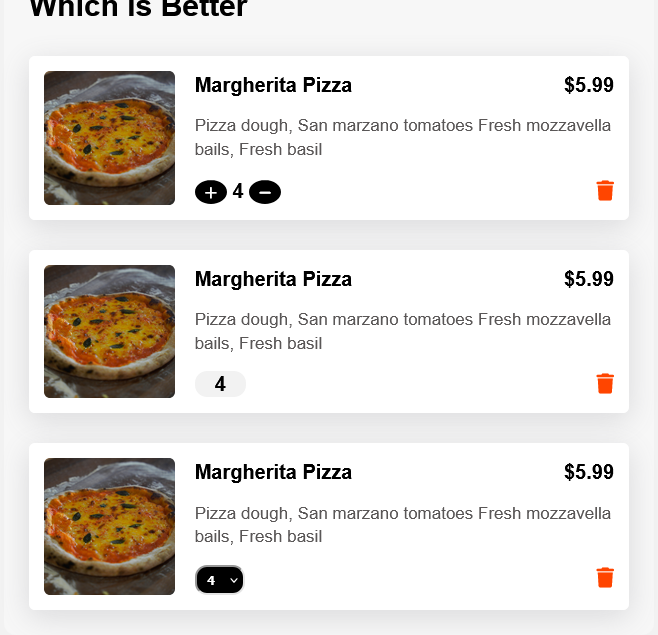 Which is Better
Margherita Pizza $5.99
Pizza dough, San marzano tomatoes Fresh mozzavella
bails, Fresh basil
+ 4 −
Margherita Pizza $5.99
Pizza dough, San marzano tomatoes Fresh mozzavella
bails, Fresh basil
4
Margherita Pizza $5.99
Pizza dough, San marzano tomatoes Fresh mozzavella
bails, Fresh basil
4